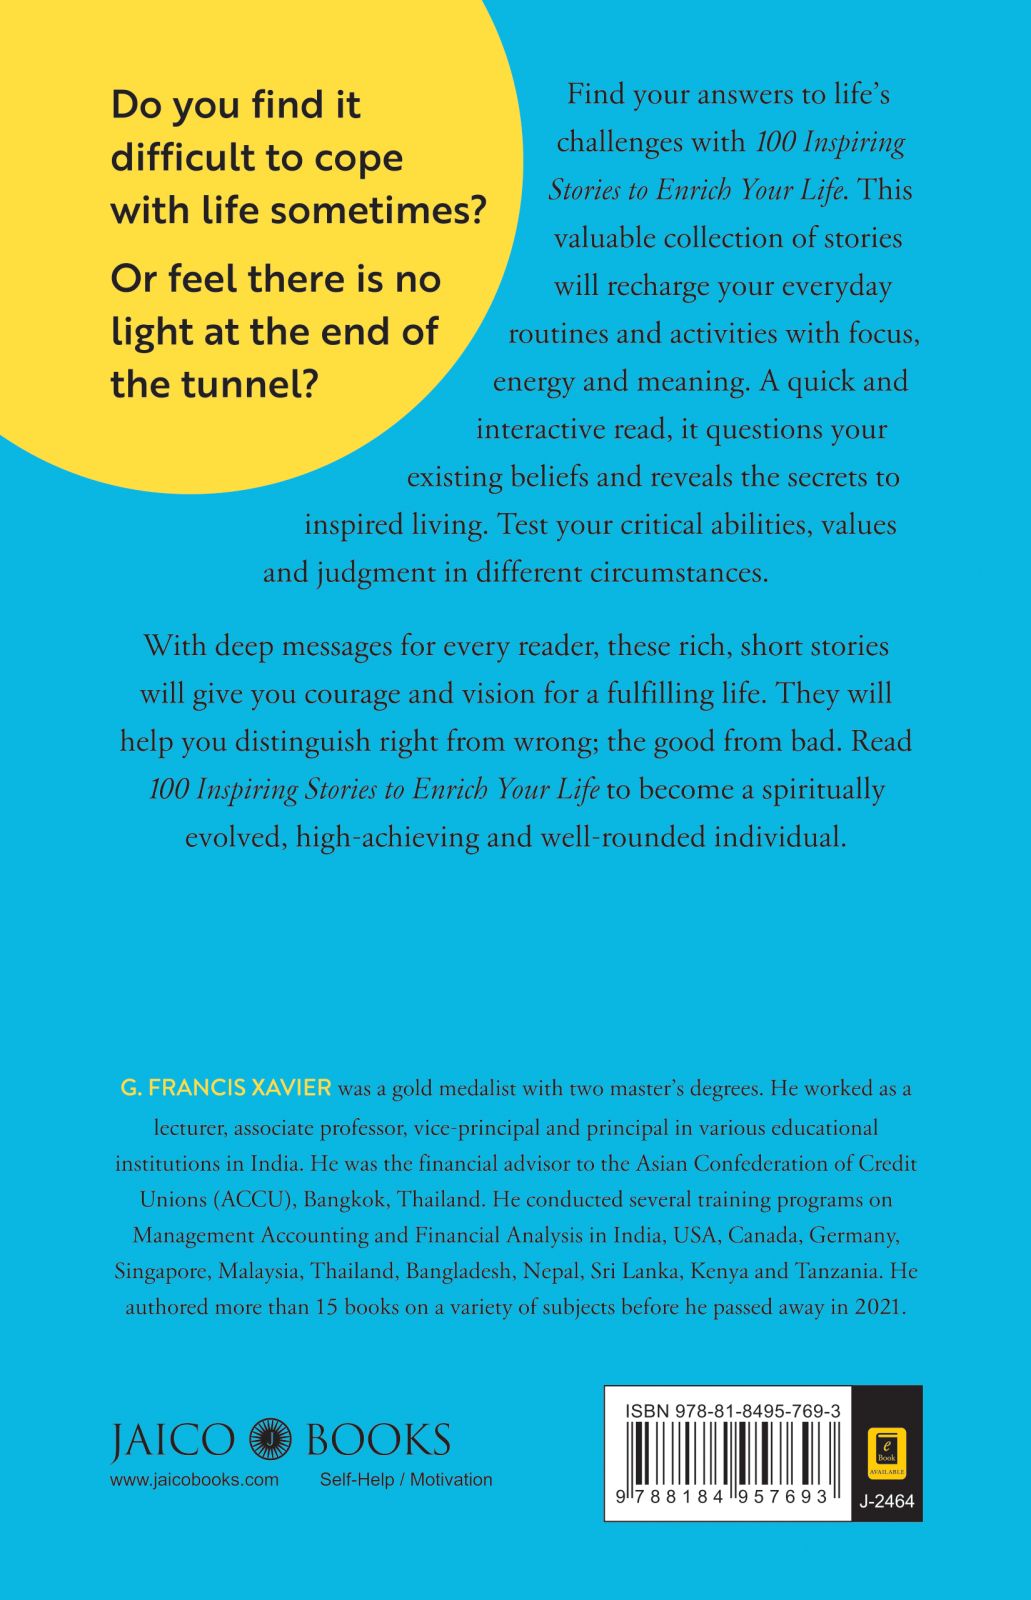 Do you find it
difficult to cope
with life sometimes?
Or feel there is no
light at the end of
the tunnel?
Find your answers to life's
challenges with 100 Inspiring
Stories to Enrich Your Life. This
valuable collection of stories
will recharge your everyday
routines and activities with focus,
energy and meaning. A quick and
interactive read, it questions your
existing beliefs and reveals the secrets to
inspired living. Test your critical abilities, values
and judgment in different circumstances.
With deep messages for every reader, these rich, short stories
will give you courage and vision for a fulfilling life. They will
help you distinguish right from wrong; the good from bad. Read
100 Inspiring Stories to Enrich Your Life to become a spiritually
evolved, high-achieving and well-rounded individual.
G. FRANCIS XAVIER was a gold medalist with two master's degrees. He worked as a
lecturer, associate professor, vice-principal and principal in various educational
institutions in India. He was the financial advisor to the Asian Confederation of Credit
Unions (ACCU), Bangkok, Thailand. He conducted several training programs on
Management Accounting and Financial Analysis in India, USA, Canada, Germany,
Singapore, Malaysia, Thailand, Bangladesh, Nepal, Sri Lanka, Kenya and Tanzania. He
authored more than 15 books on a variety of subjects before he passed away in 2021.
JAICO J BOOKS
www.jaicobooks.com Self-Help / Motivation
ISBN 978-81-8495-769-3
9 788184 957693
e
Book
AVAILABLE
J-2464